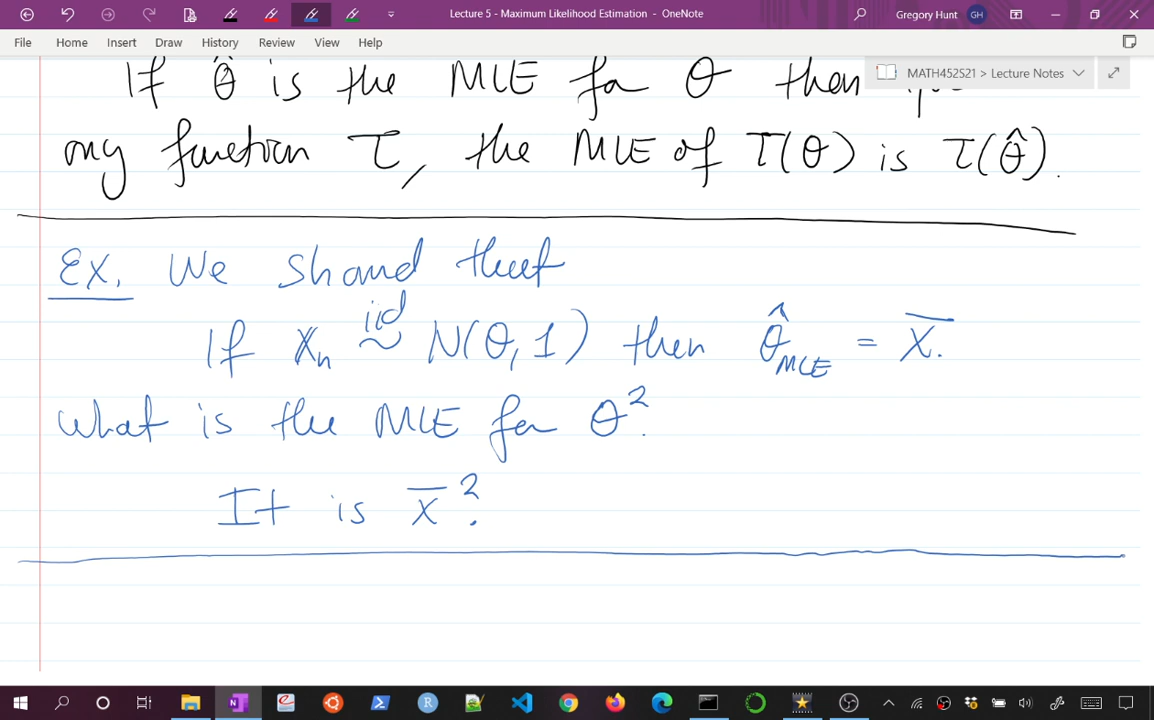 Lecture 5 - Maximum Likelihood Estimation - OneNote
Gregory Hunt GH
File Home Insert Draw History Review View Help
MATH452S21 > Lecture Notes
If θ̂ is the MLE for θ then for
any function τ, the MLE of τ(θ) is τ(θ̂).
EX. We showed that
If Xn iid ~ N(θ, 1) then θ̂MLE = X̄.
What is the MLE for θ².
It is x̄².